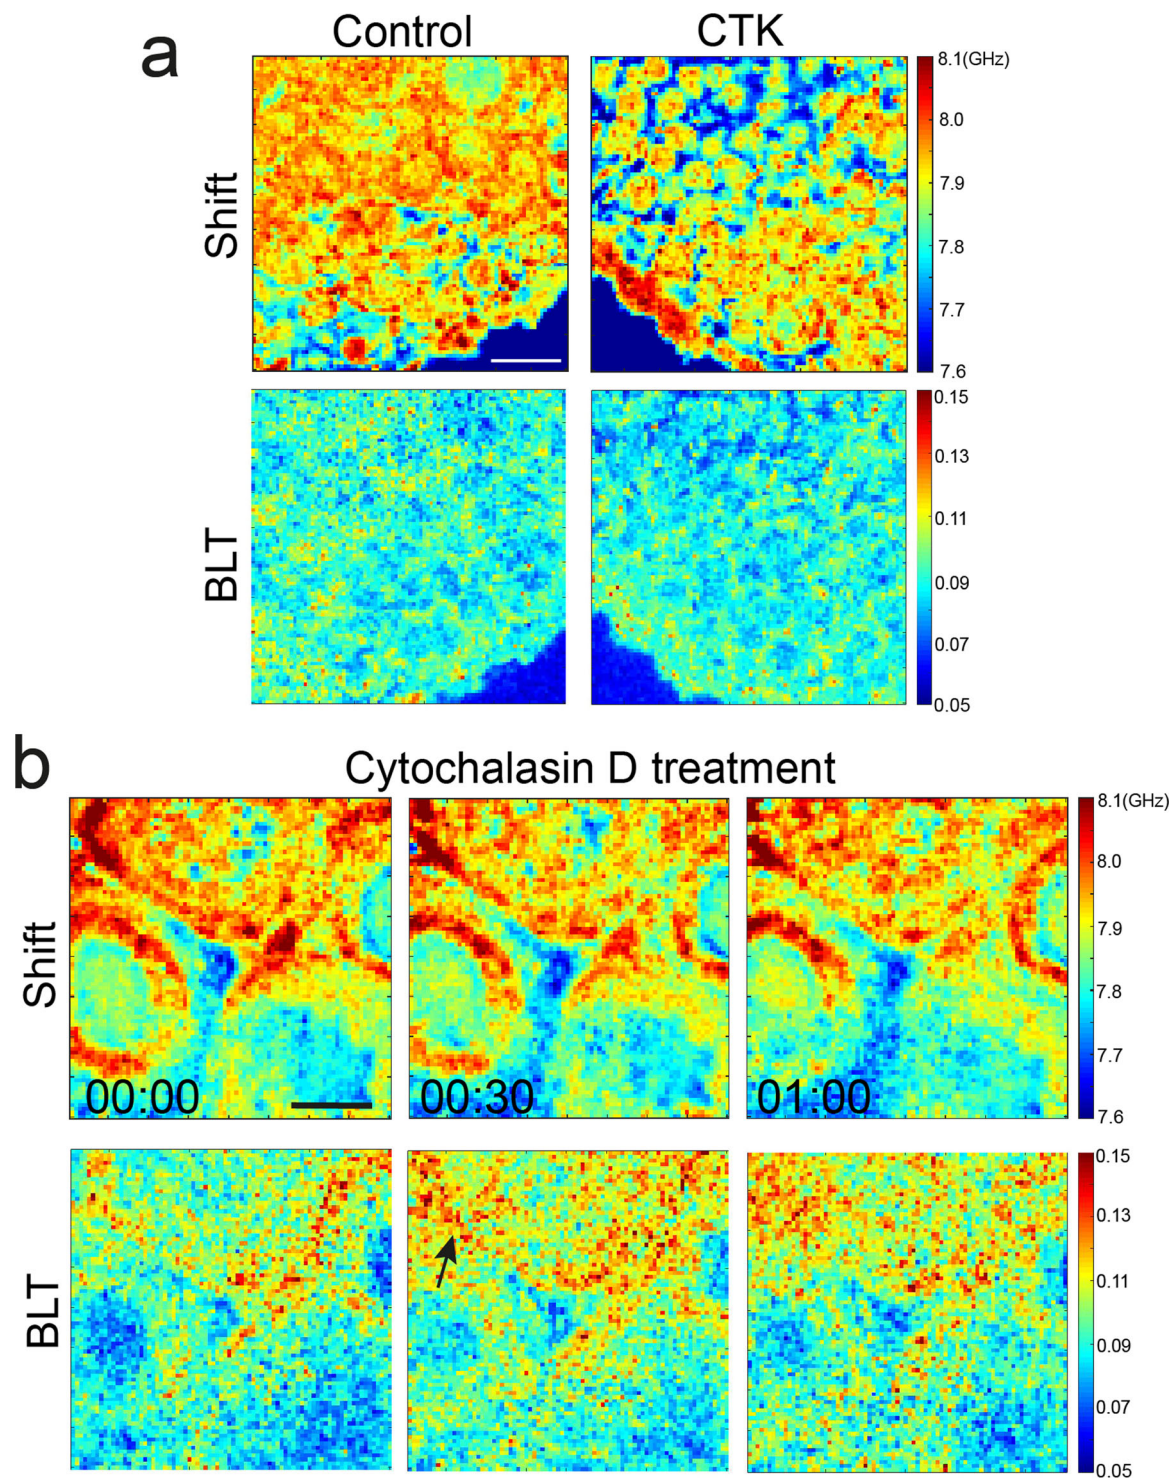 a
Control
CTK
Shift
8.1(GHz)
8.0
7.9
7.8
7.7
7.6
BLT
0.15
0.13
0.11
0.09
0.07
0.05
b
Cytochalasin D treatment
Shift
00:00
00:30
01:00
8.1(GHz)
8.0
7.9
7.8
7.7
7.6
BLT
0.15
0.13
0.11
0.09
0.07
0.05